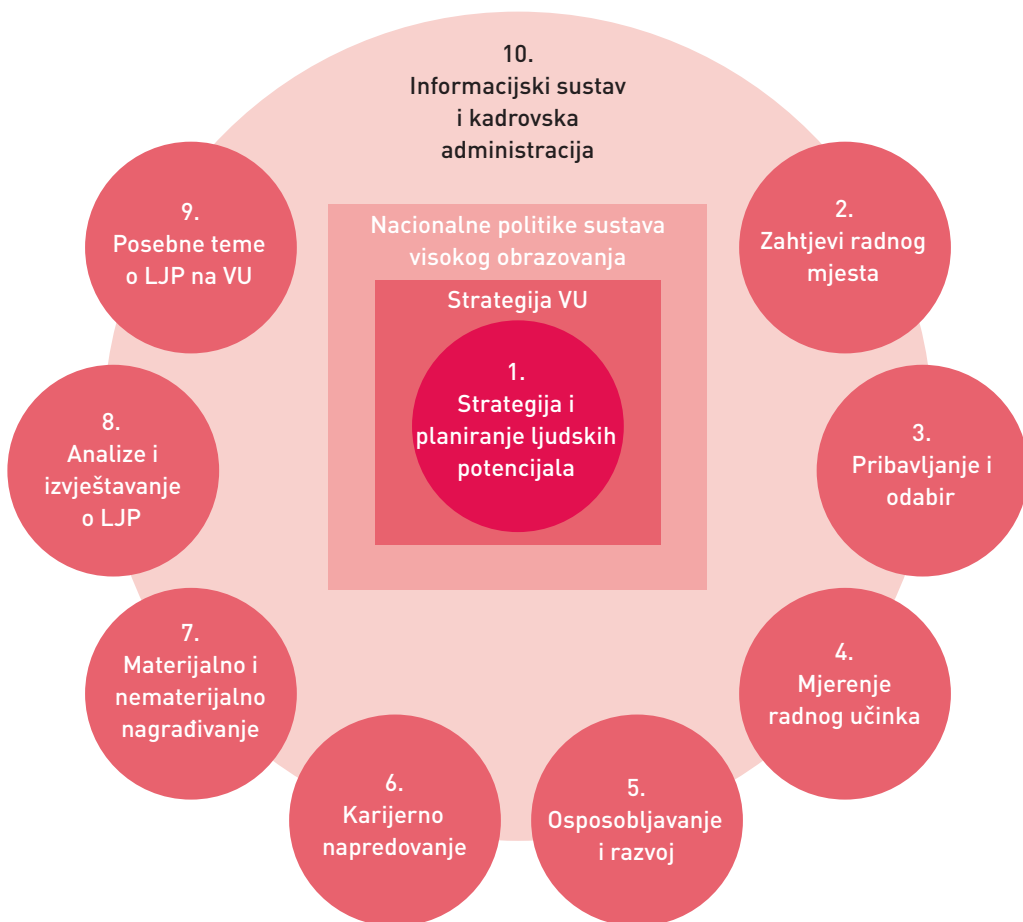 10.
Informacijski sustav
i kadrovska
administracija
Nacionalne politike sustava
visokog obrazovanja
Strategija VU
1.
Strategija i
planiranje ljudskih
potencijala
2.
Zahtjevi radnog
mjesta
3.
Pribavljanje i
odabir
4.
Mjerenje
radnog učinka
5.
Osposobljavanje
i razvoj
6.
Karijerno
napredovanje
7.
Materijalno i
nematerijalno
nagrađivanje
8.
Analize i
izvještavanje
o LJP
9.
Posebne teme
o LJP na VU